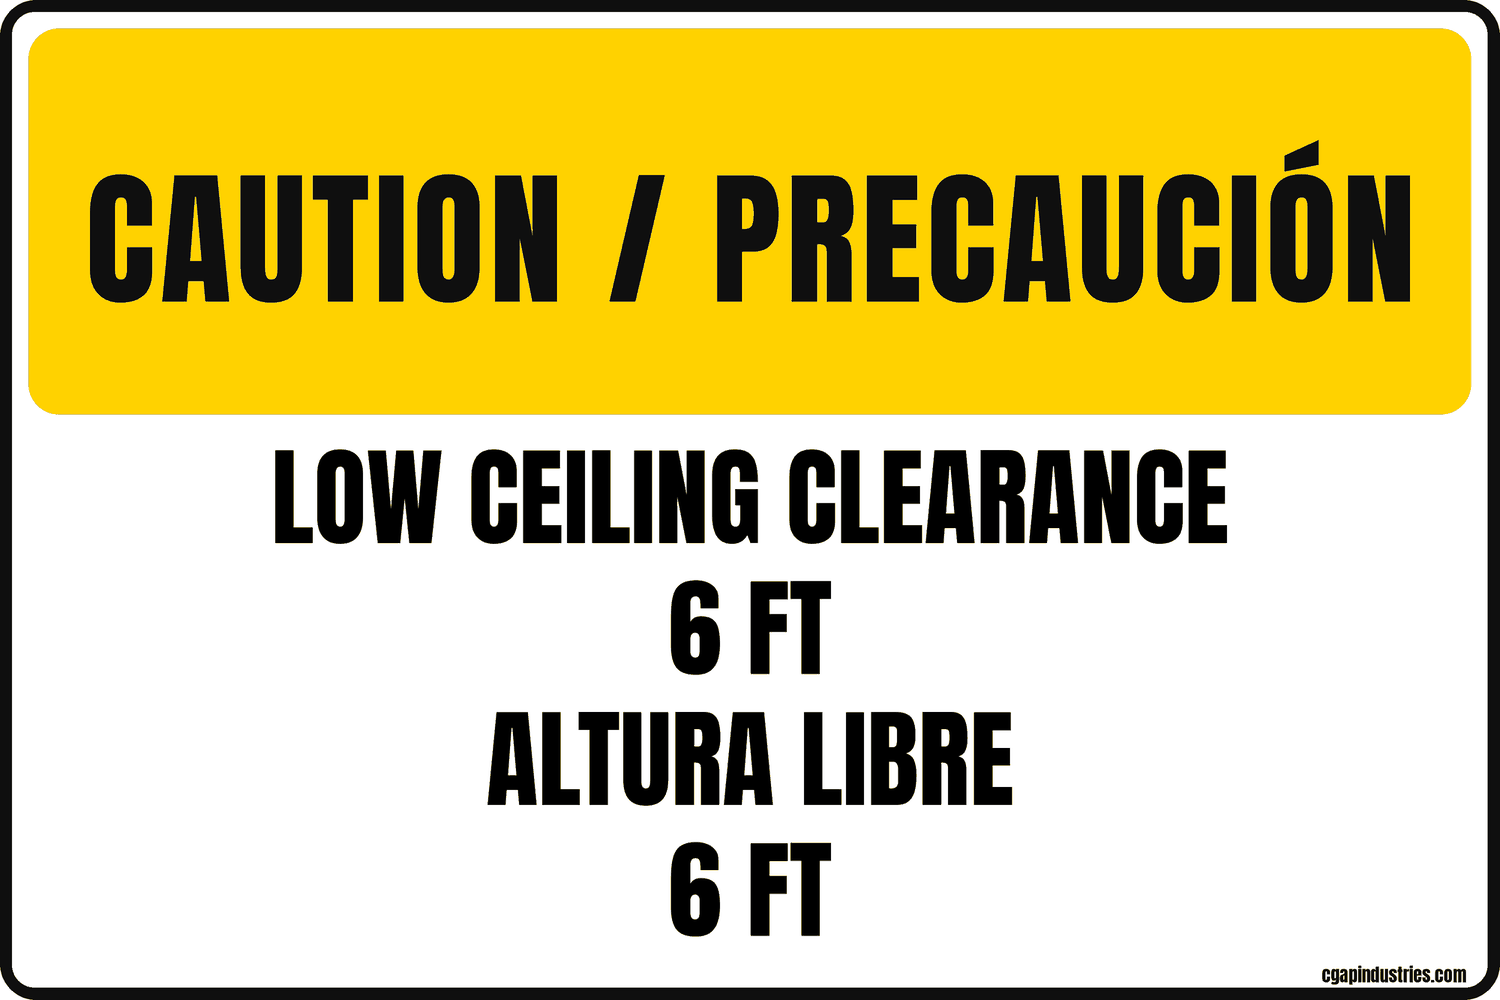 CAUTION / PRECAUCIÓN
LOW CEILING CLEARANCE
6 FT
ALTURA LIBRE
6 FT
cgapindustries.com